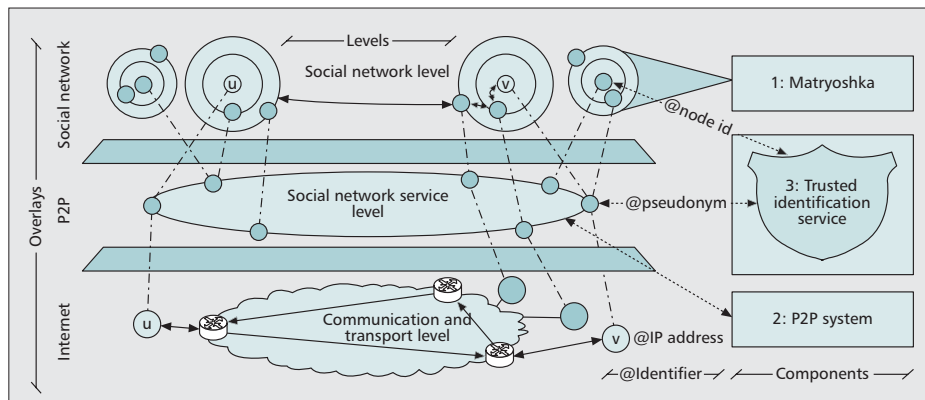 Levels
Social network level
u
v
1: Matryoshka
@node id
Social network
Overlays
P2P
Internet
Social network service
level
@pseudonym
3: Trusted
identification
service
u
Communication and
transport level
v
@IP address
2: P2P system
@Identifier
Components